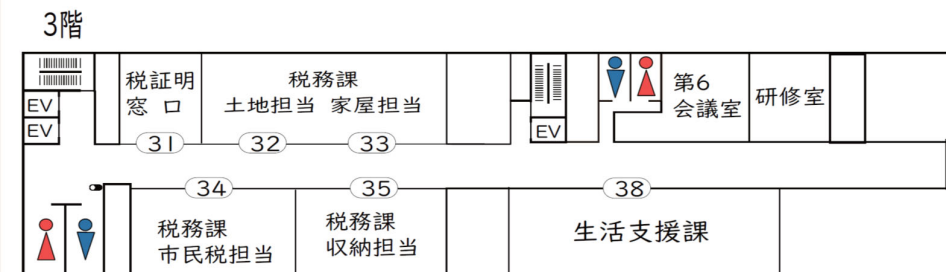 3階
税証明
窓 口
税務課
土地担当 家屋担当
第6
会議室
研修室
EV
EV
EV
31
32
33
34
35
38
税務課
市民税担当
税務課
収納担当
生活支援課